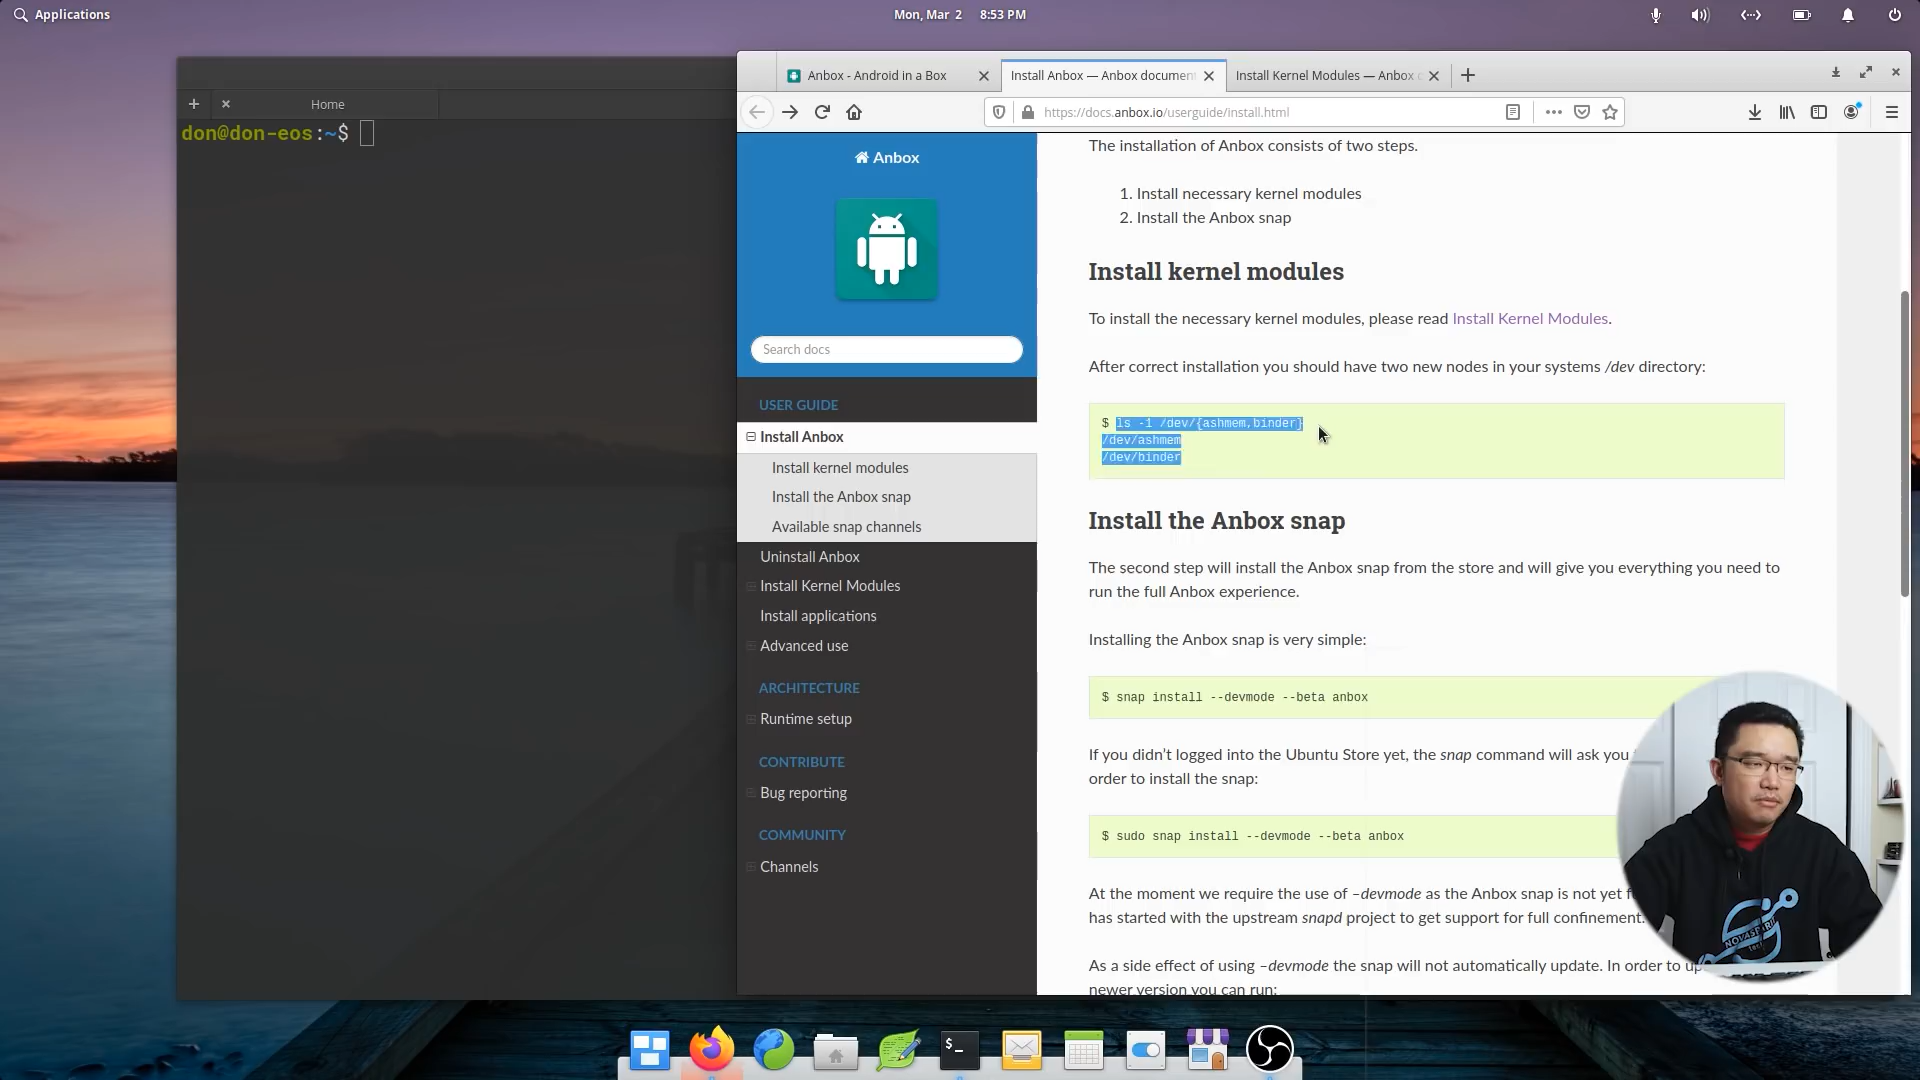 Applications
Mon, Mar 2 8:53 PM
Home
don@don-eos:~$
Anbox - Android in a Box
Install Anbox — Anbox document
Install Kernel Modules — Anbox
https://docs.anbox.io/userguide/install.html
Anbox
Search docs
USER GUIDE
Install Anbox
Install kernel modules
Install the Anbox snap
Available snap channels
Uninstall Anbox
Install Kernel Modules
Install applications
Advanced use
ARCHITECTURE
Runtime setup
CONTRIBUTE
Bug reporting
COMMUNITY
Channels
The installation of Anbox consists of two steps.
1. Install necessary kernel modules
2. Install the Anbox snap
Install kernel modules
To install the necessary kernel modules, please read Install Kernel Modules.
After correct installation you should have two new nodes in your systems /dev directory:
$ ls -1 /dev/{ashmem,binder}
/dev/ashmem
/dev/binder
Install the Anbox snap
The second step will install the Anbox snap from the store and will give you everything you need to
run the full Anbox experience.
Installing the Anbox snap is very simple:
$ snap install --devmode --beta anbox
If you didn’t logged into the Ubuntu Store yet, the snap command will ask you
order to install the snap:
$ sudo snap install --devmode --beta anbox
At the moment we require the use of –devmode as the Anbox snap is not yet
has started with the upstream snapd project to get support for full confinement.
As a side effect of using –devmode the snap will not automatically update. In order to
newer version you can run:
NOVASPIRIT
tech